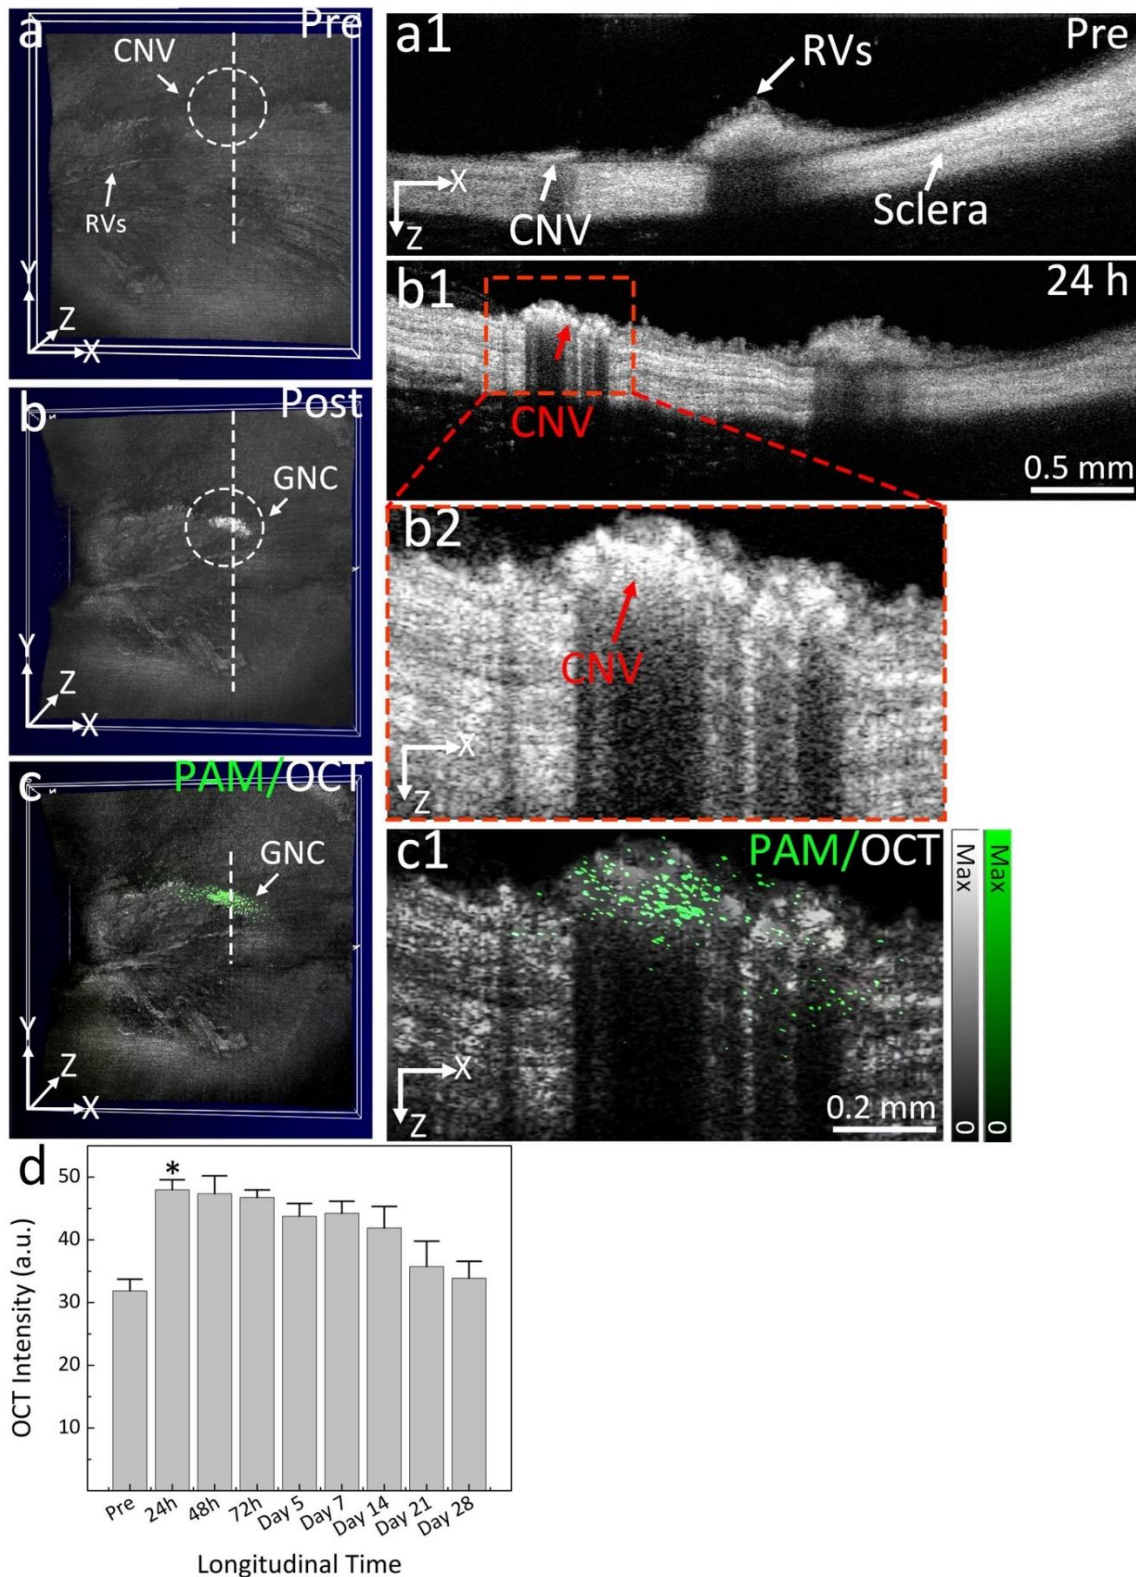 a
Pre
CNV
RVs
Y
Z
X
a1
Pre
RVs
X
Z
CNV
Sclera
b
Post
GNC
Y
Z
X
b1
24 h
CNV
0.5 mm
b2
CNV
X
Z
c
PAM/OCT
GNC
Y
Z
X
c1
PAM/OCT
X
Z
0.2 mm
Max
0
Max
0
d
*
50
40
30
20
10
OCT Intensity (a.u.)
Pre 24h 48h 72h Day 5 Day 7 Day 14 Day 21 Day 28
Longitudinal Time